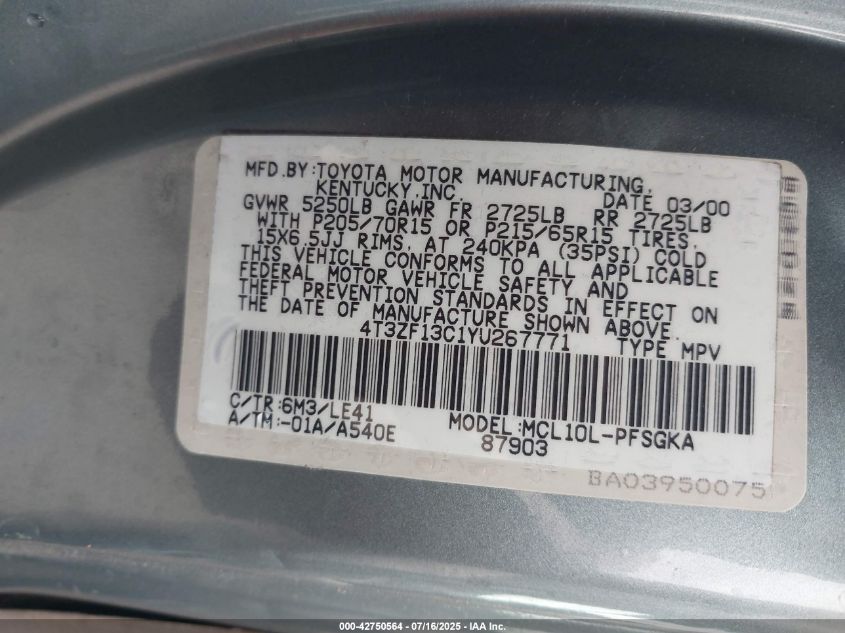 MFD.BY:TOYOTA MOTOR MANUFACTURING,
KENTUCKY,INC. DATE 03/00
GVWR 5250LB GAWR FR 2725LB RR 2725LB
WITH P205/70R15 OR P215/65R15 TIRES,
15X6.5JJ RIMS, AT 240KPA (35PSI) COLD
THIS VEHICLE CONFORMS TO ALL APPLICABLE
FEDERAL MOTOR VEHICLE SAFETY AND
THEFT PREVENTION STANDARDS IN EFFECT ON
THE DATE OF MANUFACTURE SHOWN ABOVE.
4T3ZF13C1YU267771 TYPE MPV
C/TR:6M3/LE41 MODEL:MCL10L-PFSGKA
A/TM:-01A/A540E 87903
BA03950075
000-42750564 - 07/16/2025 - IAA Inc.